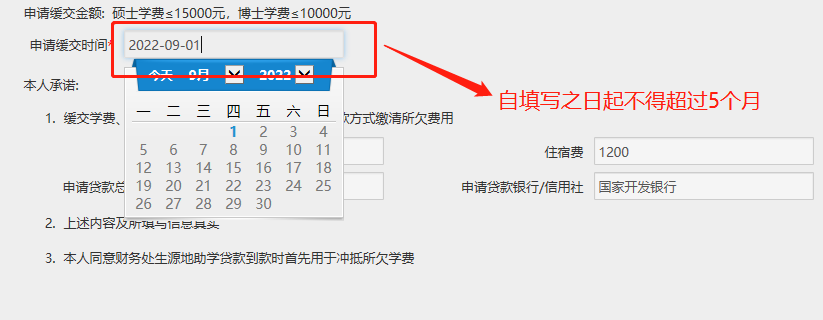 申请缓交金额: 硕士学费≤15000元，博士学费≤10000元
申请缓交时间* 2022-09-01
今天 9月 2022
自填写之日起不得超过5个月
本人承诺:
一 二 三 四 五 六 日
1. 缓交学费、 款方式缴清所欠费用
1 2 3 4
5 6 7 8 9 10 11
住宿费 1200
12 13 14 15 16 17 18
19 20 21 22 23 24 25
申请贷款总 申请贷款银行/信用社 国家开发银行
26 27 28 29 30
2. 上述内容及所填写信息真实
3. 本人同意财务处生源地助学贷款到款时首先用于冲抵所欠学费